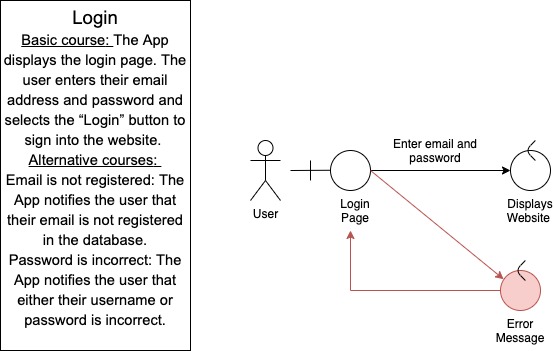 Login
Basic course: The App
displays the login page. The
user enters their email
address and password and
selects the “Login” button to
sign into the website.
Alternative courses:
Email is not registered: The
App notifies the user that
their email is not registered
in the database.
Password is incorrect: The
App notifies the user that
either their username or
password is incorrect.
User
Login
Page
Enter email and
password
Displays
Website
Error
Message